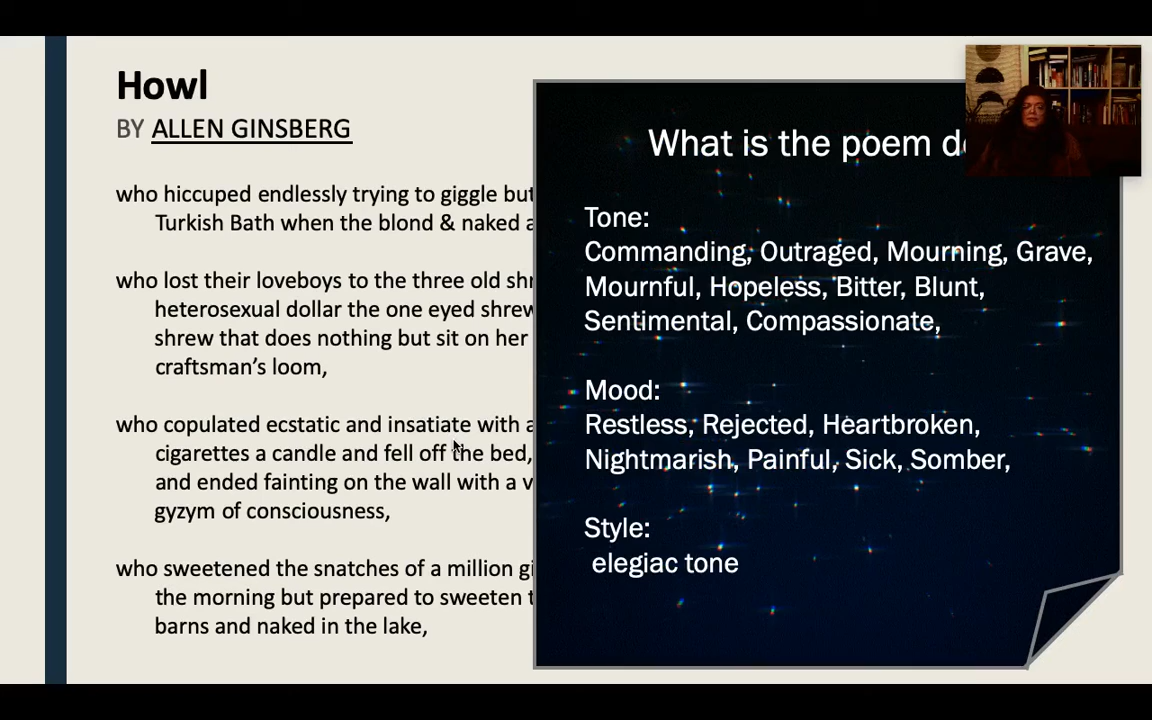 Howl
BY ALLEN GINSBERG
who hiccuped endlessly trying to giggle but
Turkish Bath when the blond & naked a
who lost their loveboys to the three old shr
heterosexual dollar the one eyed shrew
shrew that does nothing but sit on her
craftsman's loom,
who copulated ecstatic and insatiate with a
cigarettes a candle and fell off the bed,
and ended fainting on the wall with a v
gyzym of consciousness,
who sweetened the snatches of a million gi
the morning but prepared to sweeten t
barns and naked in the lake,
What is the poem d
Tone:
Commanding, Outraged, Mourning, Grave,
Mournful, Hopeless, Bitter, Blunt,
Sentimental, Compassionate,
Mood:
Restless, Rejected, Heartbroken,
Nightmarish, Painful, Sick, Somber,
Style:
elegiac tone